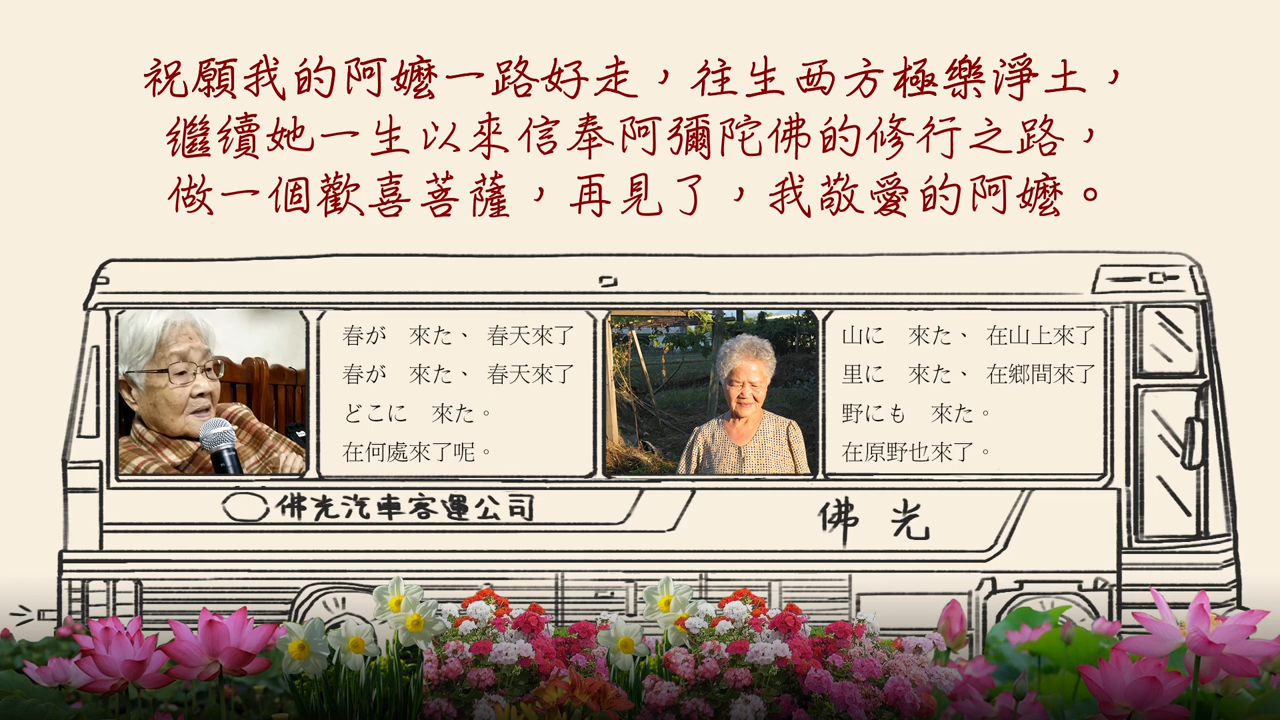 祝願我的阿嬤一路好走，往生西方極樂淨土，
繼續她一生以來信奉阿彌陀佛的修行之路，
做一個歡喜菩薩，再見了，我敬愛的阿嬤。
春が　來た、 春天來了
春が　來た、 春天來了
どこに　來た。
在何處來了呢。
山に　來た、 在山上來了
里に　來た、 在鄉間來了
野にも　來た。
在原野也來了。
佛光汽車客運公司
佛 光